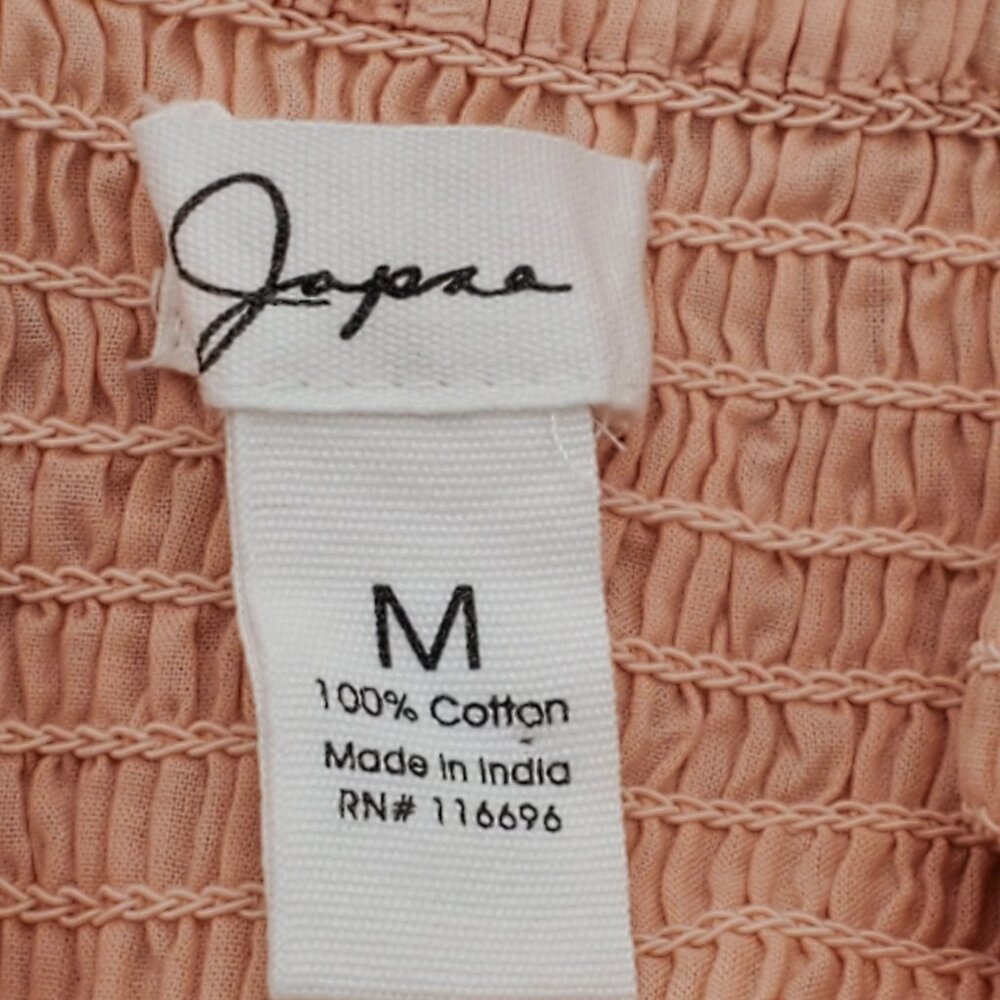 Japna
M
100% Cotton
Made in India
RN# 116696